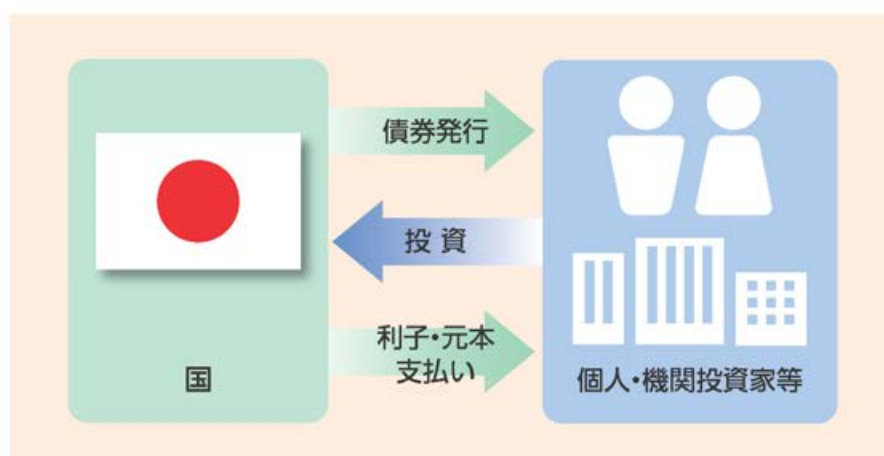 債券発行
投資
利子・元本
支払い
国
個人・機関投資家等